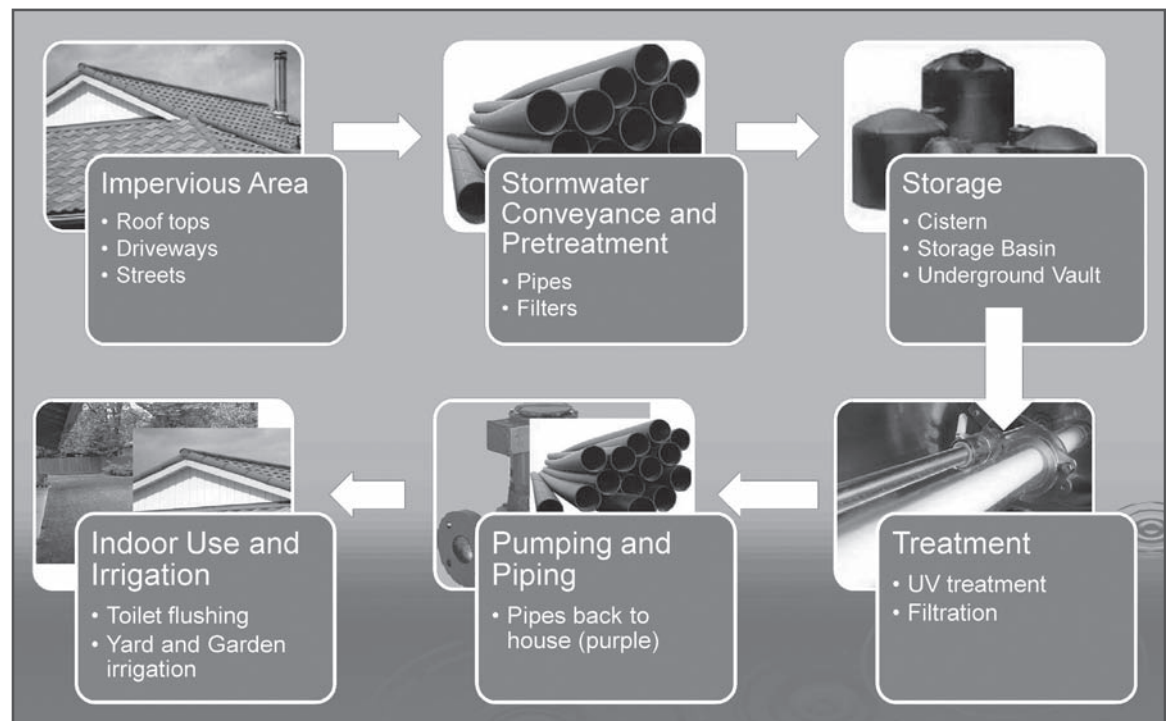 Impervious Area
• Roof tops
• Driveways
• Streets
Stormwater
Conveyance and
Pretreatment
• Pipes
• Filters
Storage
• Cistern
• Storage Basin
• Underground Vault
Treatment
• UV treatment
• Filtration
Pumping and
Piping
• Pipes back to
house (purple)
Indoor Use and
Irrigation
• Toilet flushing
• Yard and Garden
irrigation